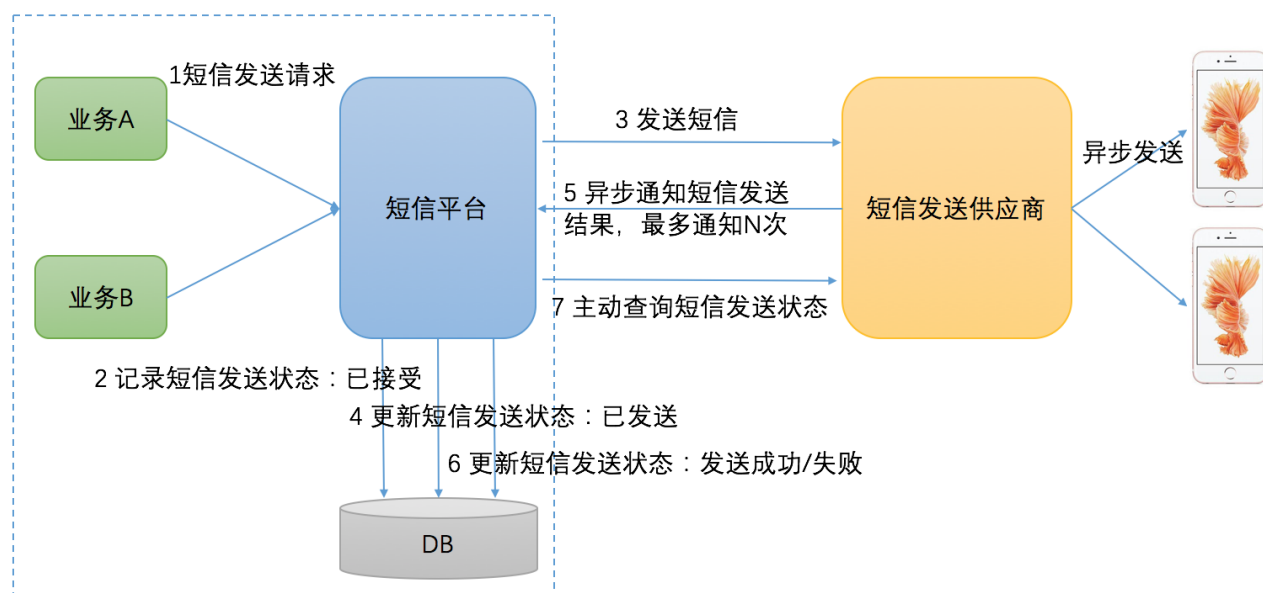 1短信发送请求
业务A
业务B
短信平台
3 发送短信
5 异步通知短信发送
结果，最多通知N次
7 主动查询短信发送状态
短信发送供应商
异步发送
2 记录短信发送状态：已接受
4 更新短信发送状态：已发送
6 更新短信发送状态：发送成功/失败
DB